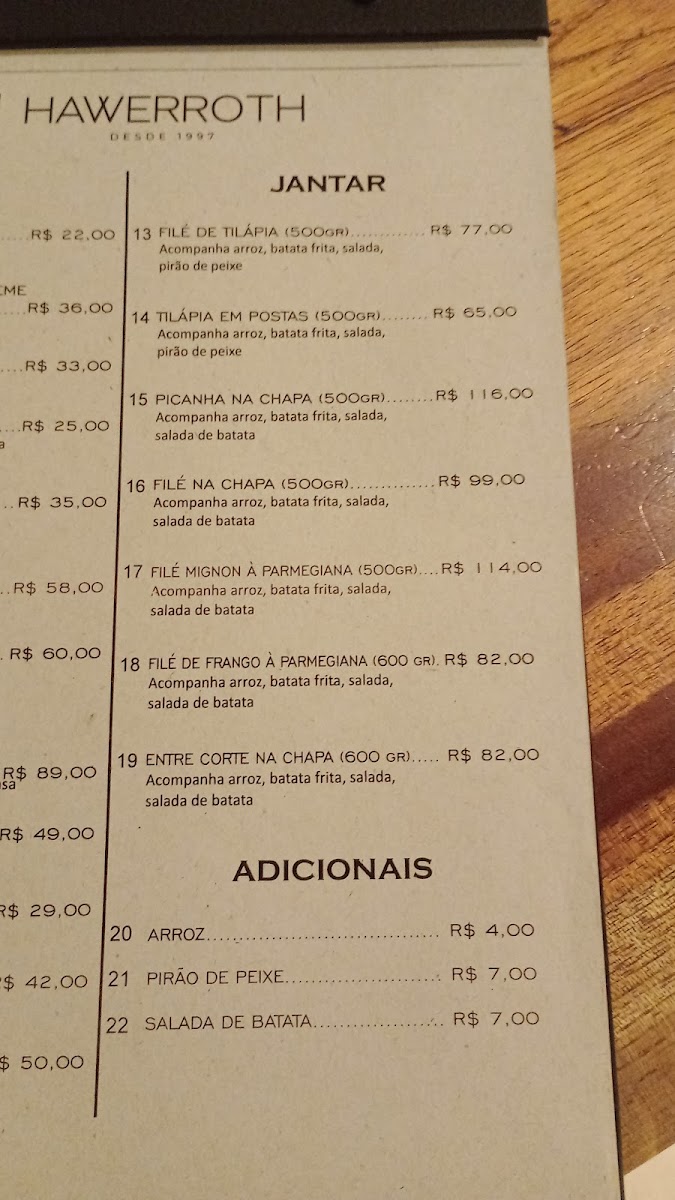 HAWERROTH
DESDE 1997
R$ 22,00
R$ 36,00
R$ 33,00
R$ 25,00
R$ 35,00
R$ 58,00
R$ 60,00
R$ 89,00
R$ 49,00
R$ 29,00
R$ 42,00
$ 50,00
JANTAR
13 FILÉ DE TILÁPIA (500GR)............. R$ 77,00
Acompanha arroz, batata frita, salada,
pirão de peixe
14 TILÁPIA EM POSTAS (500GR)........ R$ 65,00
Acompanha arroz, batata frita, salada,
pirão de peixe
15 PICANHA NA CHAPA (500GR)........R$ 116,00
Acompanha arroz, batata frita, salada,
salada de batata
16 FILÉ NA CHAPA (500GR)..............R$ 99,00
Acompanha arroz, batata frita, salada,
salada de batata
17 FILÉ MIGNON À PARMEGIANA (500GR)....R$ 114,00
Acompanha arroz, batata frita, salada,
salada de batata
18 FILÉ DE FRANGO À PARMEGIANA (600 GR). R$ 82,00
Acompanha arroz, batata frita, salada,
salada de batata
19 ENTRE CORTE NA CHAPA (600 GR)..... R$ 82,00
Acompanha arroz, batata frita, salada,
salada de batata
ADICIONAIS
20 ARROZ................................... R$ 4,00
21 PIRÃO DE PEIXE........................ R$ 7,00
22 SALADA DE BATATA.................... R$ 7,00